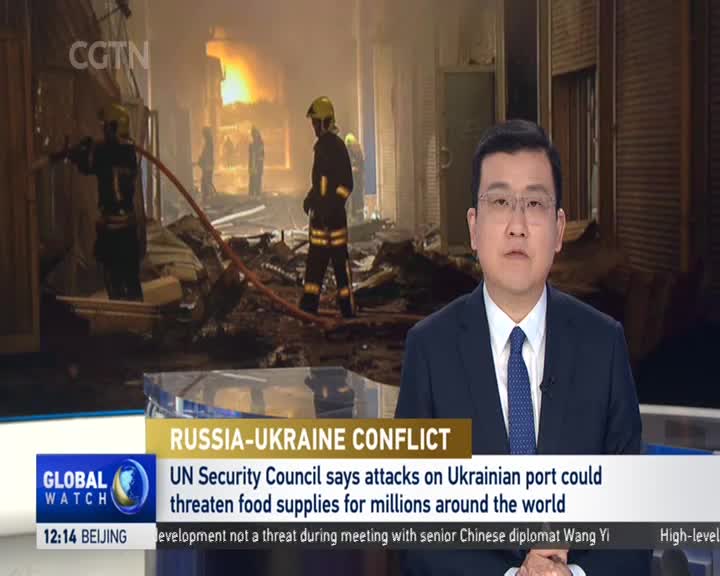 CGTN
RUSSIA-UKRAINE CONFLICT
UN Security Council says attacks on Ukrainian port could
threaten food supplies for millions around the world
GLOBAL
WATCH
12:14 BEIJING
development not a threat during meeting with senior Chinese diplomat Wang Yi
High-level